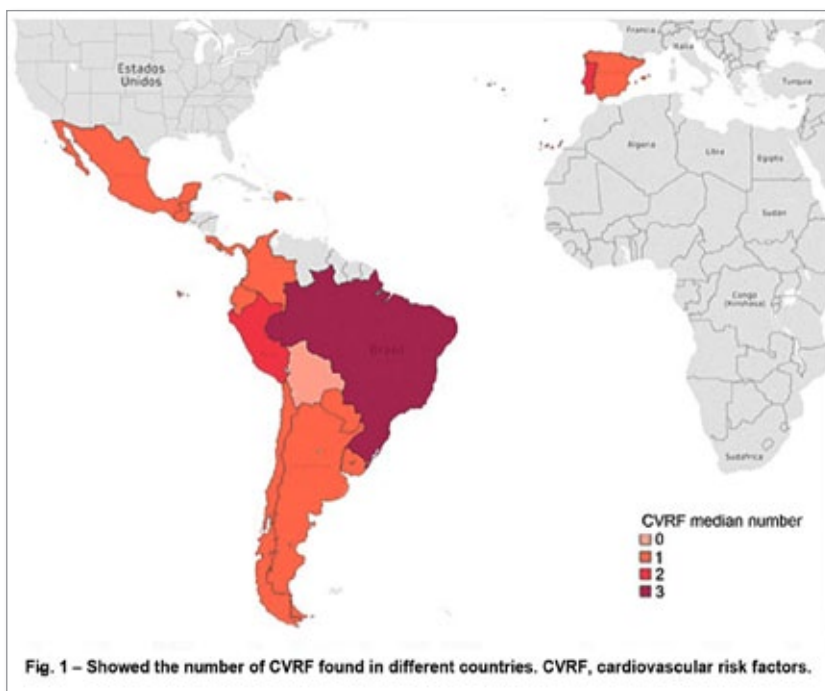 Estados
Unidos
Francia
Italia
Turquía
Algeria
Libia
Egipto
Sudán
Congo
(Kinshasa)
Brasil
Sudáfrica
CVRF median number
0
1
2
3
Fig. 1 – Showed the number of CVRF found in different countries. CVRF, cardiovascular risk factors.